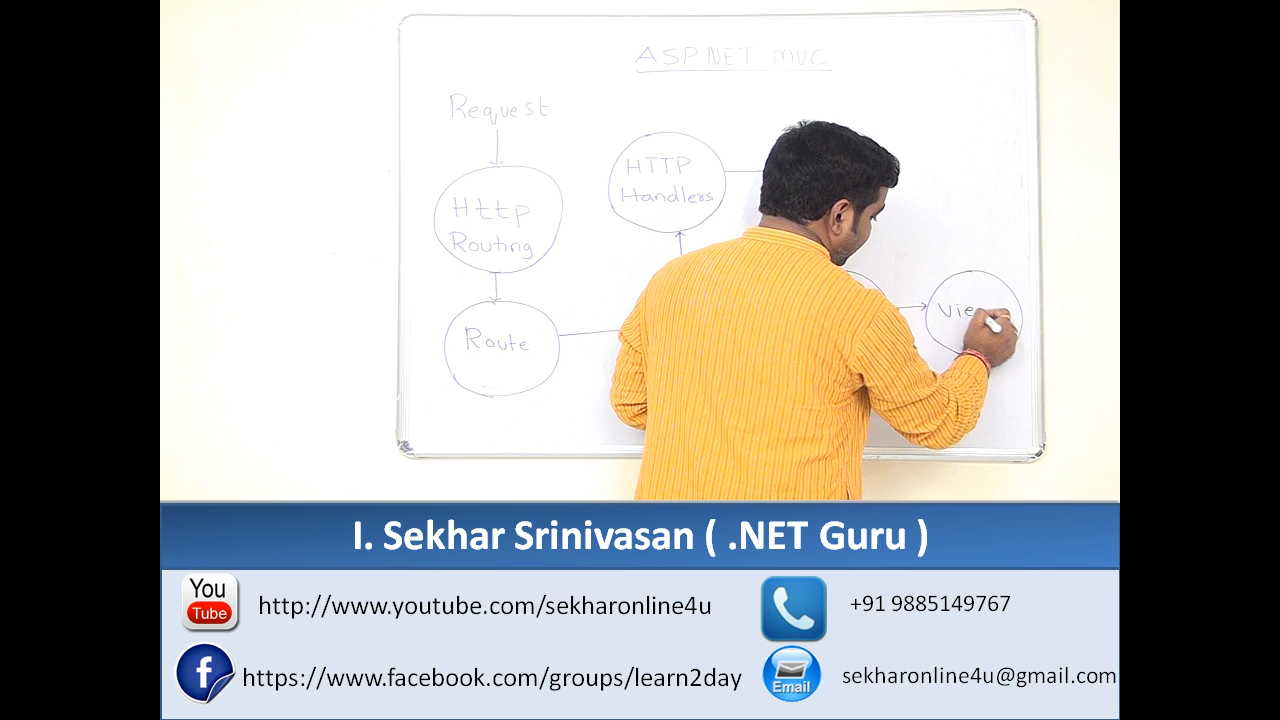 ASP.NET MVC
Request
HTTP
Handlers
Http
Routing
Route
Vie
I. Sekhar Srinivasan ( .NET Guru )
You
Tube
http://www.youtube.com/sekharonline4u
+91 9885149767
f
https://www.facebook.com/groups/learn2day
Email
sekharonline4u@gmail.com